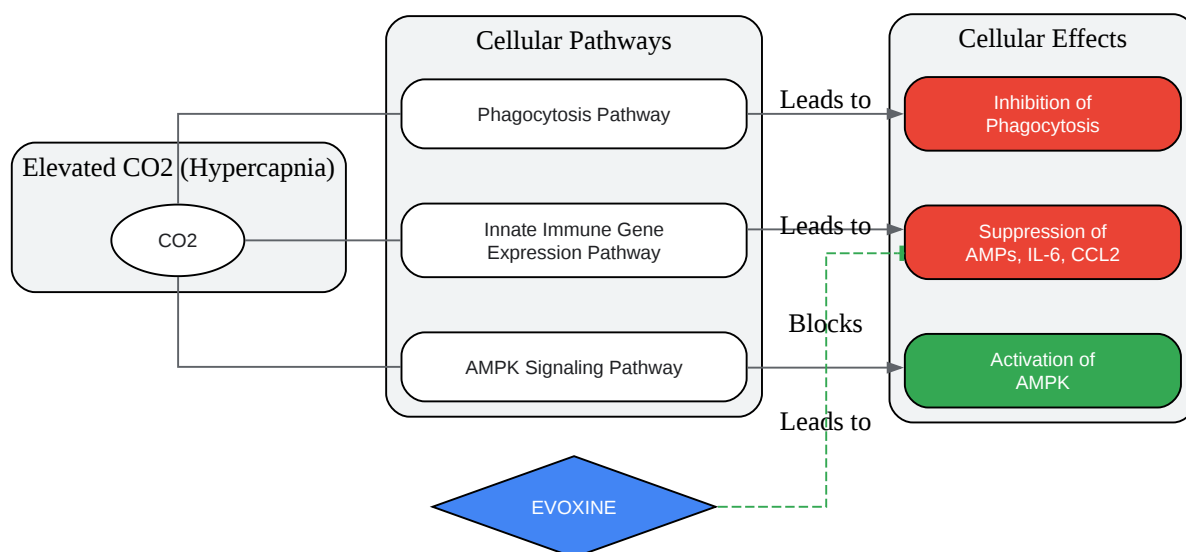 Cellular Pathways
Cellular Effects
Phagocytosis Pathway
Leads to
Inhibition of
Phagocytosis
Elevated CO2 (Hypercapnia)
CO2
Innate Immune Gene
Expression Pathway
Leads to
Suppression of
AMPs, IL-6, CCL2
Blocks
AMPK Signaling Pathway
Activation of
AMPK
Leads to
EVOXINE